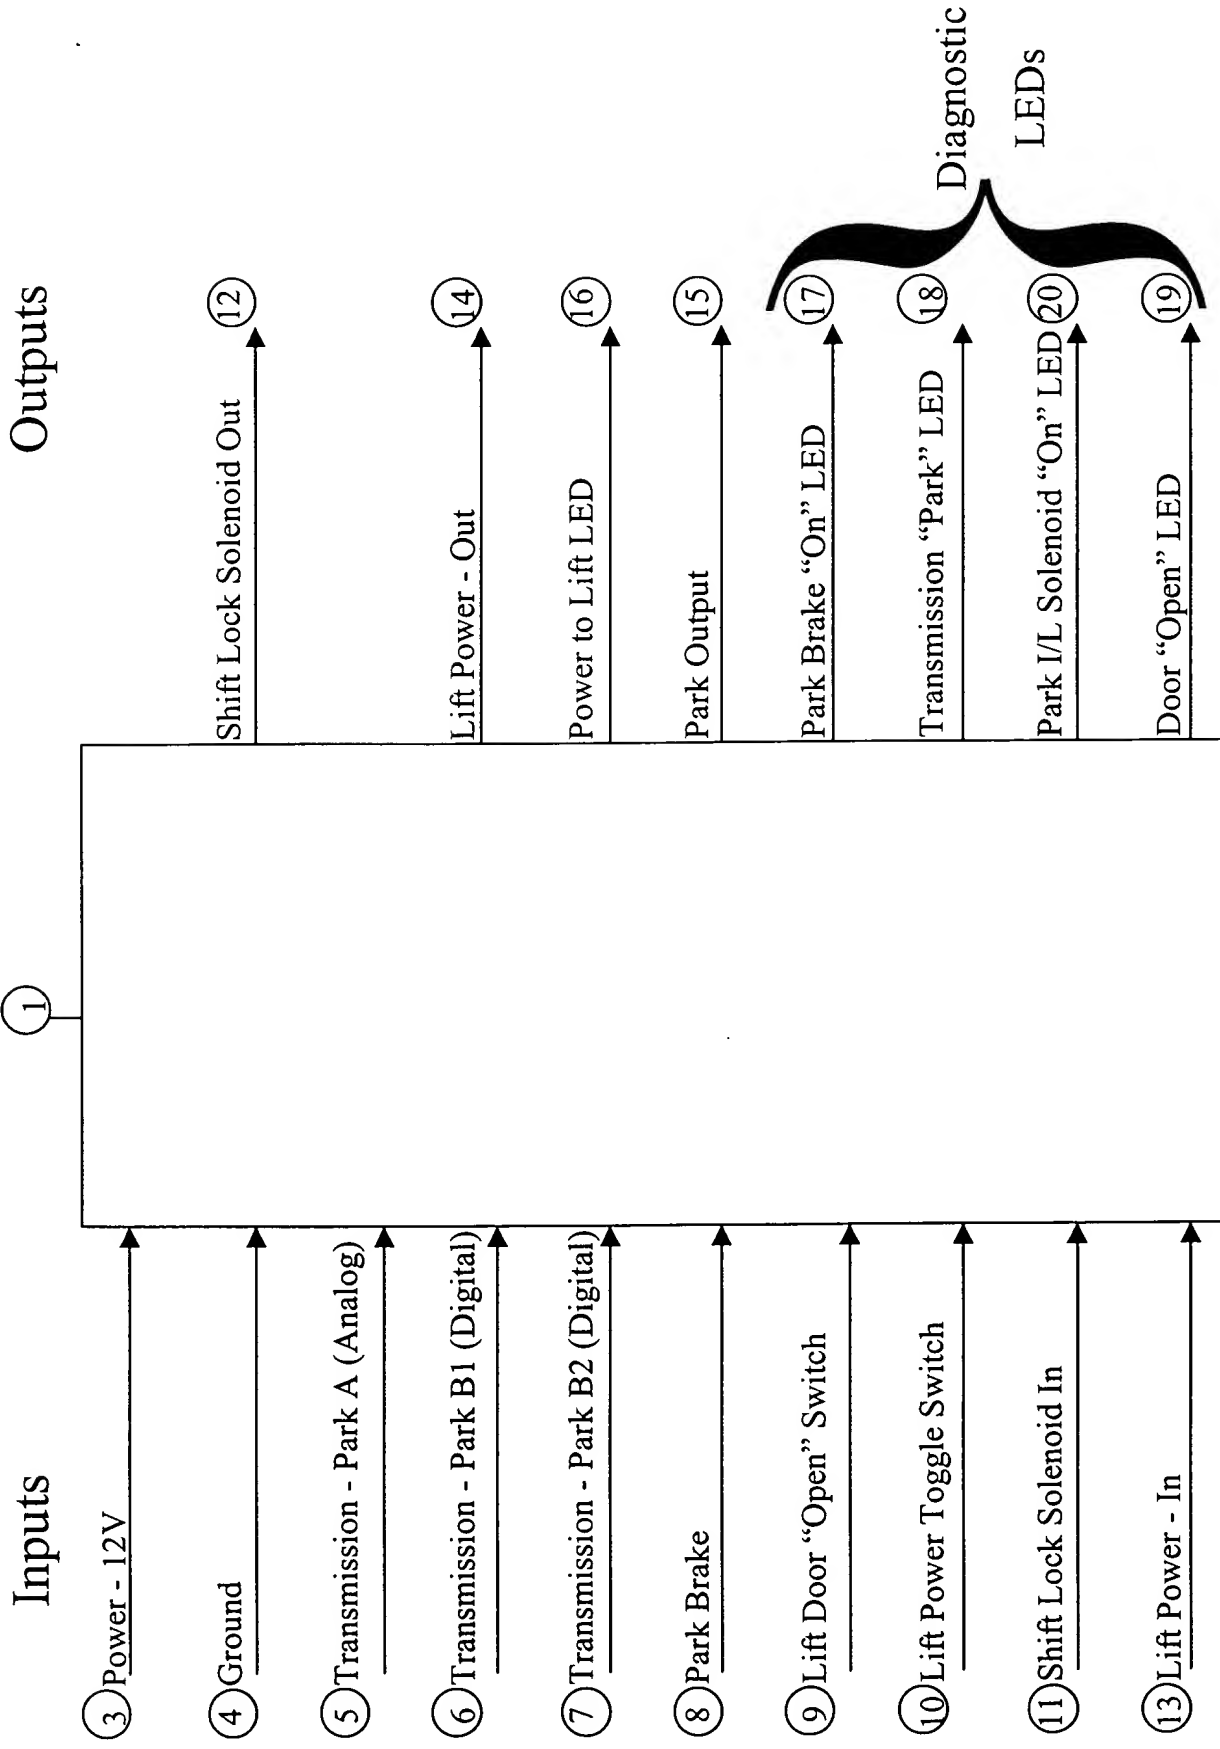 Inputs
Outputs
1
3 Power - 12V
4 Ground
5 Transmission - Park A (Analog)
6 Transmission - Park B1 (Digital)
7 Transmission - Park B2 (Digital)
8 Park Brake
9 Lift Door “Open” Switch
10 Lift Power Toggle Switch
11 Shift Lock Solenoid In
13 Lift Power - In
Shift Lock Solenoid Out 12
Lift Power - Out 14
Power to Lift LED 16
Park Output 15
Park Brake “On” LED 17
Transmission “Park” LED 18
Park I/L Solenoid “On” LED 20
Door “Open” LED 19
Diagnostic
LEDs